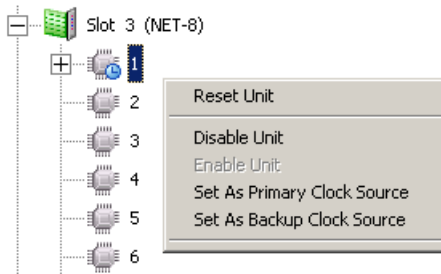 Slot 3 (NET-8)
1
2
3
4
5
6
Reset Unit
Disable Unit
Enable Unit
Set As Primary Clock Source
Set As Backup Clock Source